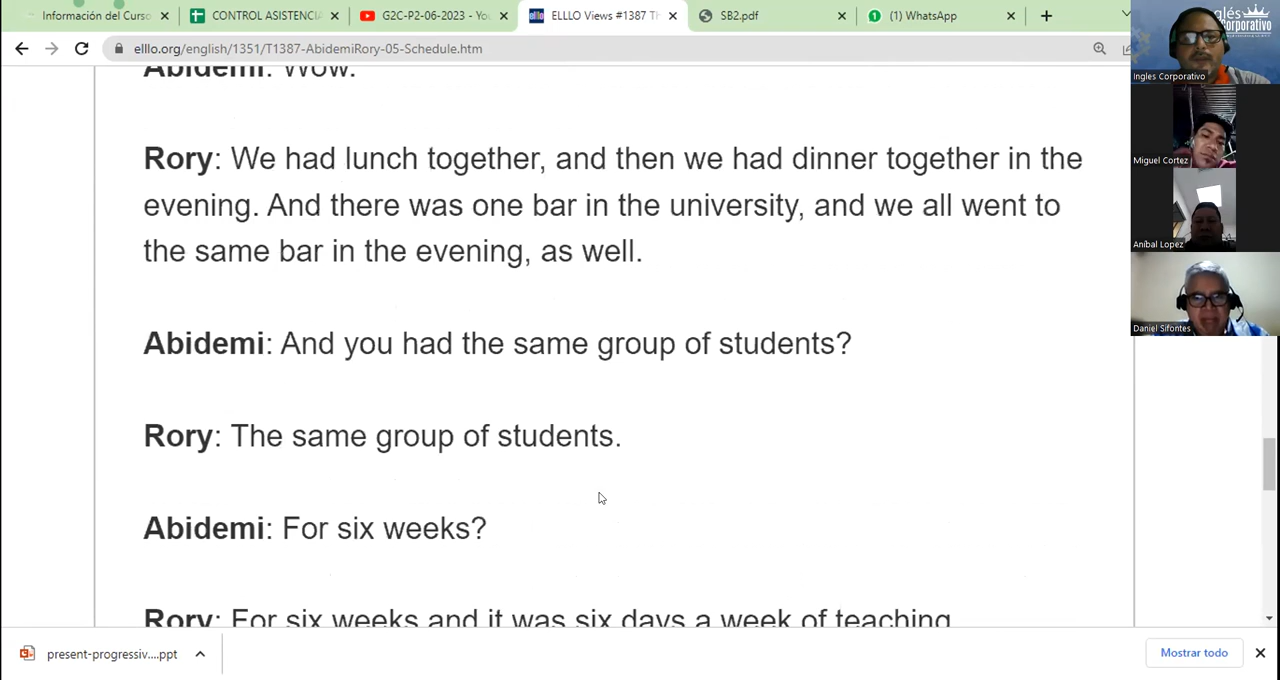 Información del Curso
CONTROL ASISTENCIA
G2C-P2-06-2023 - You
ELLLO Views #1387 Th
SB2.pdf
(1) WhatsApp
elllo.org/english/1351/T1387-AbidemiRory-05-Schedule.htm
glés
Corporativo
Ingles Corporativo
Miguel Cortez
Aníbal Lopez
Daniel Sifontes
Abidemi: Wow.
Rory: We had lunch together, and then we had dinner together in the
evening. And there was one bar in the university, and we all went to
the same bar in the evening, as well.
Abidemi: And you had the same group of students?
Rory: The same group of students.
Abidemi: For six weeks?
Rory: For six weeks and it was six days a week of teaching
present-progressiv....ppt
Mostrar todo